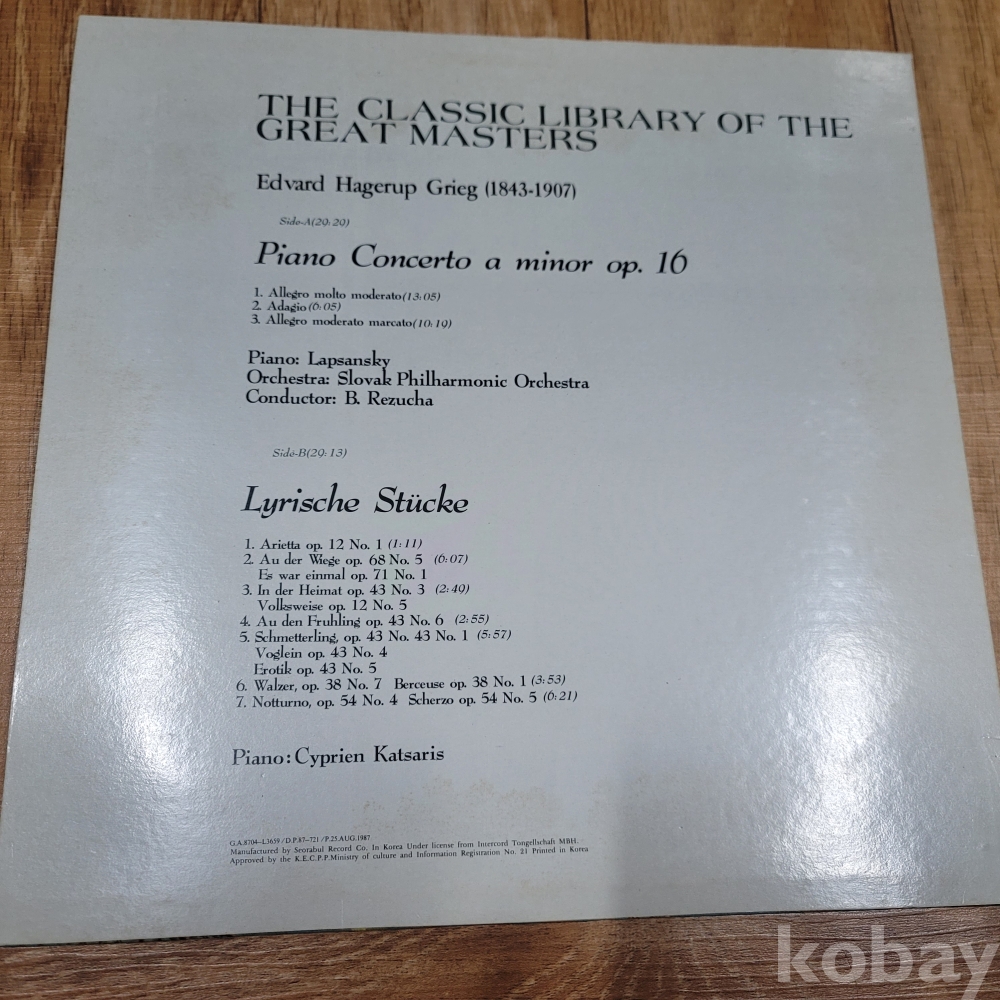 THE CLASSIC LIBRARY OF THE
GREAT MASTERS
Edvard Hagerup Grieg (1843-1907)
Side-A(29:29)
Piano Concerto a minor op. 16
1. Allegro molto moderato(13:05)
2. Adagio(6:05)
3. Allegro moderato marcato(10:19)
Piano: Lapsansky
Orchestra: Slovak Philharmonic Orchestra
Conductor: B. Rezucha
Side-B(29:13)
Lyrische Stücke
1. Arietta op. 12 No. 1 (1:11)
2. Au der Wiege op. 68 No. 5 (6:07)
Es war einmal op. 71 No. 1
3. In der Heimat op. 43 No. 3 (2:49)
Volksweise op. 12 No. 5
4. Au den Fruhling op. 43 No. 6 (2:55)
5. Schmetterling, op. 43 No. 43 No. 1 (5:57)
Voglein op. 43 No. 4
Erotik op. 43 No. 5
6. Walzer, op. 38 No. 7 Berceuse op. 38 No. 1 (3:53)
7. Notturno, op. 54 No. 4 Scherzo op. 54 No. 5 (6:21)
Piano:Cyprien Katsaris
G.A.8704-L3659/D.P.87-721/P.25.AUG.1987
Manufactured by Seorabul Record Co. In Korea Under license from Intercord Tongellschaft MBH.
Approved by the K.E.C.P.P.Ministry of culture and Information Registration No. 21 Printed in Korea
kobay